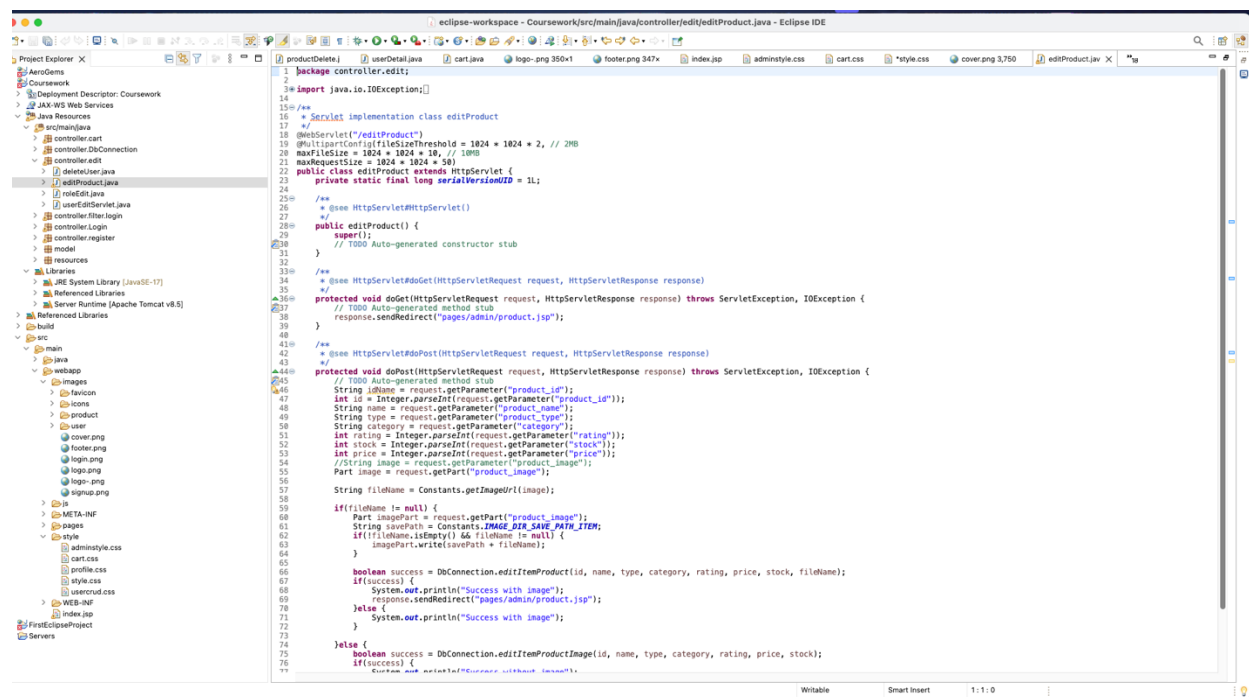 eclipse-workspace - Coursework/src/main/java/controller/edit/editProduct.java - Eclipse IDE
Project Explorer
productDelete.j
userDetail.java
cart.java
logo-.png 350×1
footer.png 347×
index.jsp
adminstyle.css
cart.css
*style.css
cover.png 3,750
editProduct.jav
AeroGems
Coursework
Deployment Descriptor: Coursework
JAX-WS Web Services
Java Resources
src/main/java
controller.cart
controller.DbConnection
controller.edit
deleteUser.java
editProduct.java
roleEdit.java
userEditServlet.java
controller.filter.login
controller.Login
controller.register
model
resources
Libraries
JRE System Library [JavaSE-17]
Referenced Libraries
Server Runtime [Apache Tomcat v8.5]
Referenced Libraries
build
src
main
java
webapp
images
favicon
icons
product
user
cover.png
footer.png
login.png
logo.png
logo-.png
signup.png
js
META-INF
pages
style
adminstyle.css
cart.css
profile.css
style.css
usercrud.css
WEB-INF
index.jsp
FirstEclipseProject
Servers
1 package controller.edit;
2
3 import java.io.IOException;
14
15 /**
16 * Servlet implementation class editProduct
17 */
18 @WebServlet("/editProduct")
19 @MultipartConfig(fileSizeThreshold = 1024 * 1024 * 2, // 2MB
20 maxFileSize = 1024 * 1024 * 10, // 10MB
21 maxRequestSize = 1024 * 1024 * 50)
22 public class editProduct extends HttpServlet {
23 private static final long serialVersionUID = 1L;
24
25 /**
26 * @see HttpServlet#HttpServlet()
27 */
28 public editProduct() {
29 super();
30 // TODO Auto-generated constructor stub
31 }
32
33 /**
34 * @see HttpServlet#doGet(HttpServletRequest request, HttpServletResponse response)
35 */
36 protected void doGet(HttpServletRequest request, HttpServletResponse response) throws ServletException, IOException {
37 // TODO Auto-generated method stub
38 response.sendRedirect("pages/admin/product.jsp");
39 }
40
41 /**
42 * @see HttpServlet#doPost(HttpServletRequest request, HttpServletResponse response)
43 */
44 protected void doPost(HttpServletRequest request, HttpServletResponse response) throws ServletException, IOException {
45 // TODO Auto-generated method stub
46 String idName = request.getParameter("product_id");
47 int id = Integer.parseInt(request.getParameter("product_id"));
48 String name = request.getParameter("product_name");
49 String type = request.getParameter("product_type");
50 String category = request.getParameter("category");
51 int rating = Integer.parseInt(request.getParameter("rating"));
52 int stock = Integer.parseInt(request.getParameter("stock"));
53 int price = Integer.parseInt(request.getParameter("price"));
54 //String image = request.getParameter("product_image");
55 Part image = request.getPart("product_image");
56
57 String fileName = Constants.getImageUrl(image);
58
59 if(fileName != null) {
60 Part imagePart = request.getPart("product_image");
61 String savePath = Constants.IMAGE_DIR_SAVE_PATH_ITEM;
62 if(!fileName.isEmpty() && fileName != null) {
63 imagePart.write(savePath + fileName);
64 }
65
66 boolean success = DbConnection.editItemProduct(id, name, type, category, rating, price, stock, fileName);
67 if(success) {
68 System.out.println("Success with image");
69 response.sendRedirect("pages/admin/product.jsp");
70 }else {
71 System.out.println("Success with image");
72 }
73
74 }else {
75 boolean success = DbConnection.editItemProductImage(id, name, type, category, rating, price, stock);
76 if(success) {
77 System.out.println("Success without image");
Writable
Smart Insert
1 : 1 : 0